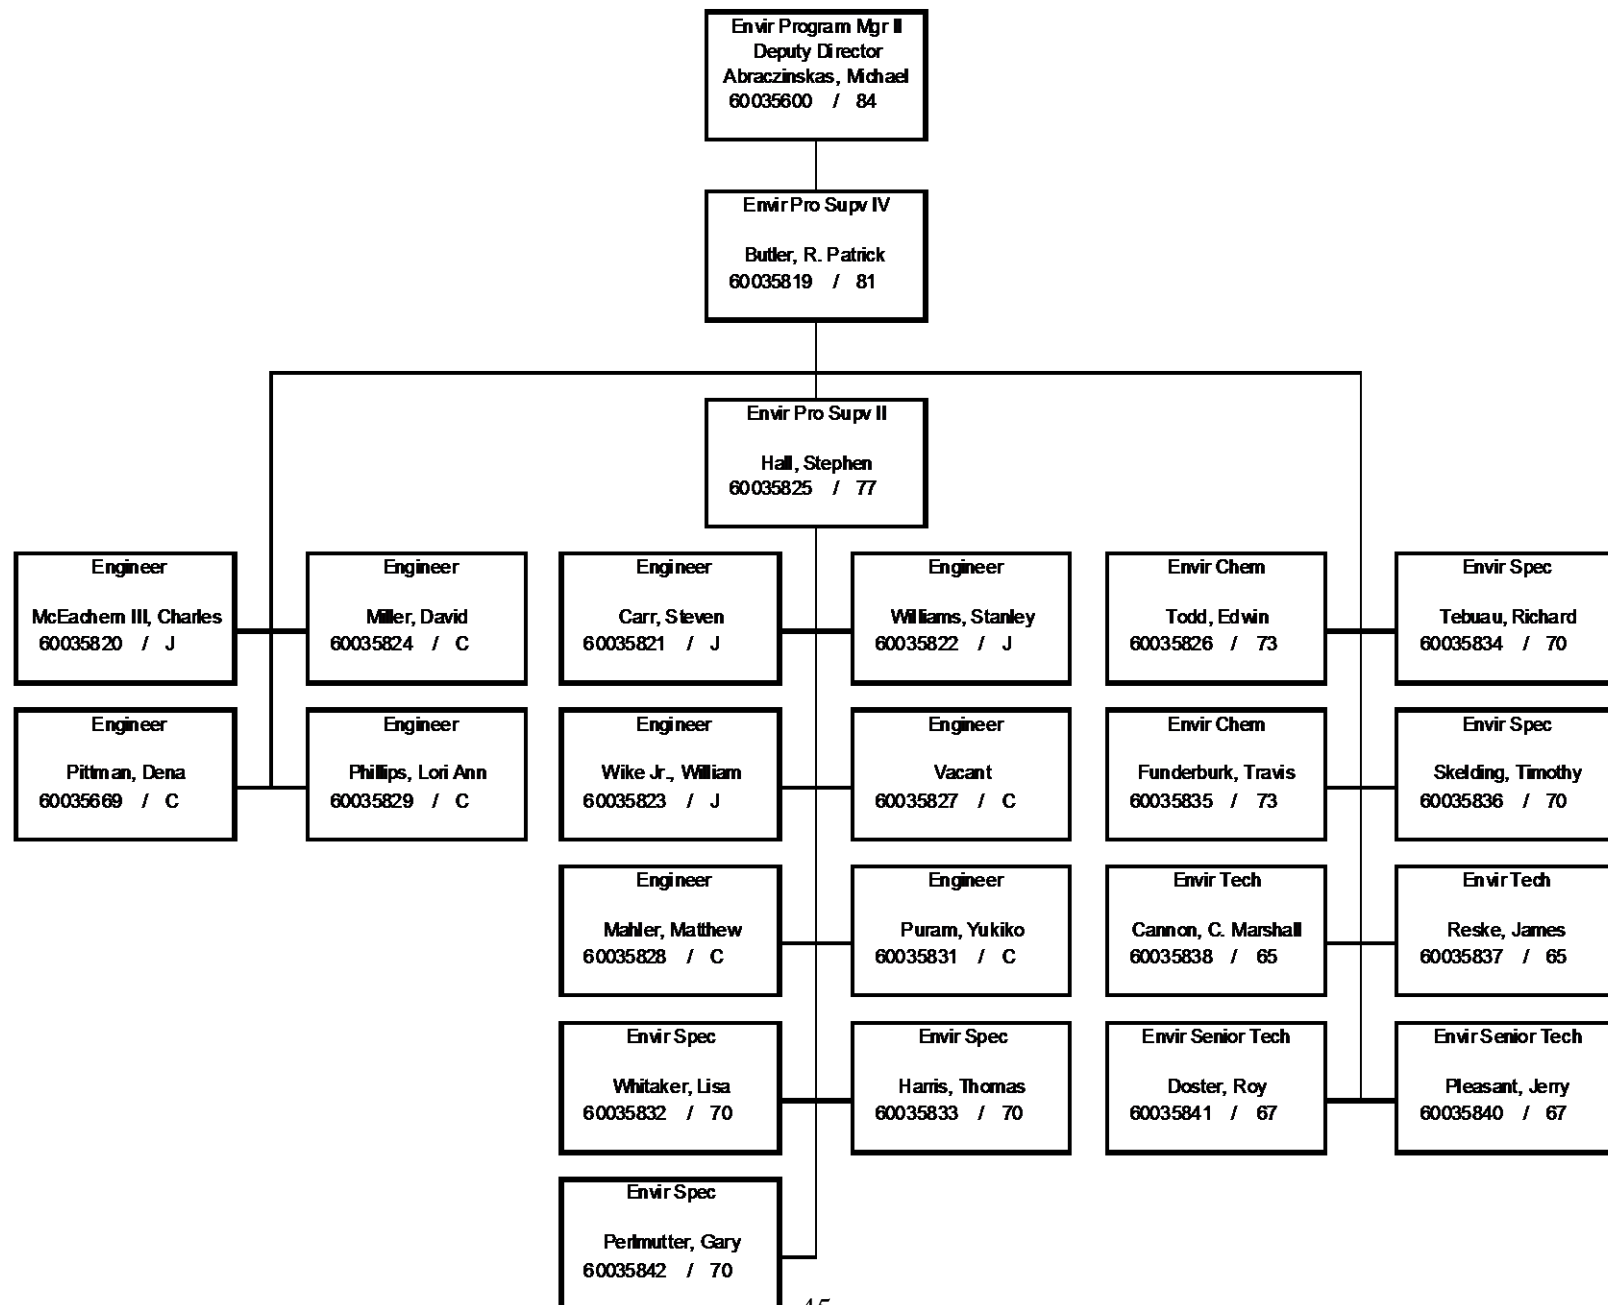 Envir Program Mgr II
Deputy Director
Abraczinskas, Michael
60035600 / 84
Envir Pro Supv IV
Butler, R. Patrick
60035819 / 81
Envir Pro Supv II
Hall, Stephen
60035825 / 77
Engineer
McEachern III, Charles
60035820 / J
Engineer
Miller, David
60035824 / C
Engineer
Carr, Steven
60035821 / J
Engineer
Williams, Stanley
60035822 / J
Envir Chem
Todd, Edwin
60035826 / 73
Envir Spec
Tebuau, Richard
60035834 / 70
Engineer
Pittman, Dena
60035669 / C
Engineer
Phillips, Lori Ann
60035829 / C
Engineer
Wike Jr., William
60035823 / J
Engineer
Vacant
60035827 / C
Envir Chem
Funderburk, Travis
60035835 / 73
Envir Spec
Skelding, Timothy
60035836 / 70
Engineer
Mahler, Matthew
60035828 / C
Engineer
Puram, Yukiko
60035831 / C
Envir Tech
Cannon, C. Marshall
60035838 / 65
Envir Tech
Reske, James
60035837 / 65
Envir Spec
Whitaker, Lisa
60035832 / 70
Envir Spec
Harris, Thomas
60035833 / 70
Envir Senior Tech
Doster, Roy
60035841 / 67
Envir Senior Tech
Pleasant, Jerry
60035840 / 67
Envir Spec
Perlmutter, Gary
60035842 / 70